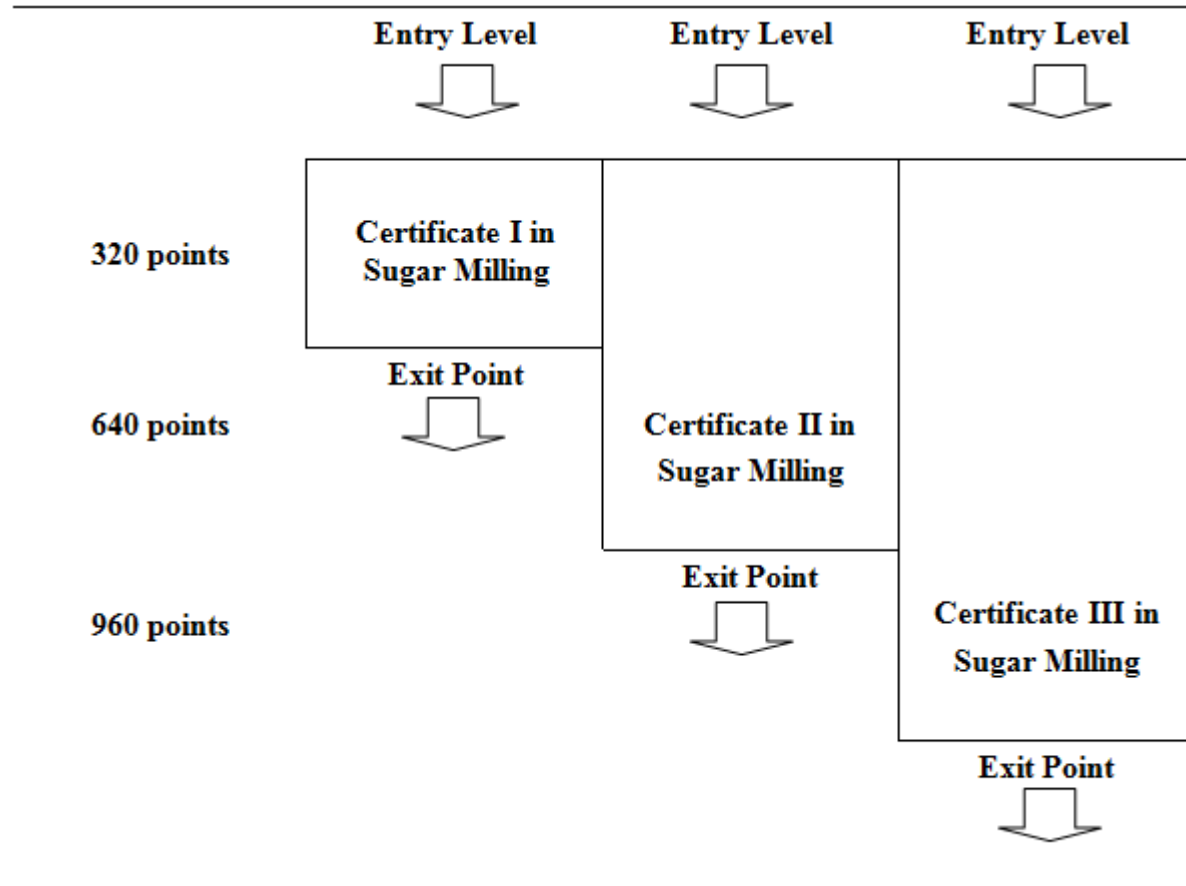 Entry Level Entry Level Entry Level
320 points
Certificate I in
Sugar Milling
Exit Point
640 points
Certificate II in
Sugar Milling
Exit Point
960 points
Certificate III in
Sugar Milling
Exit Point